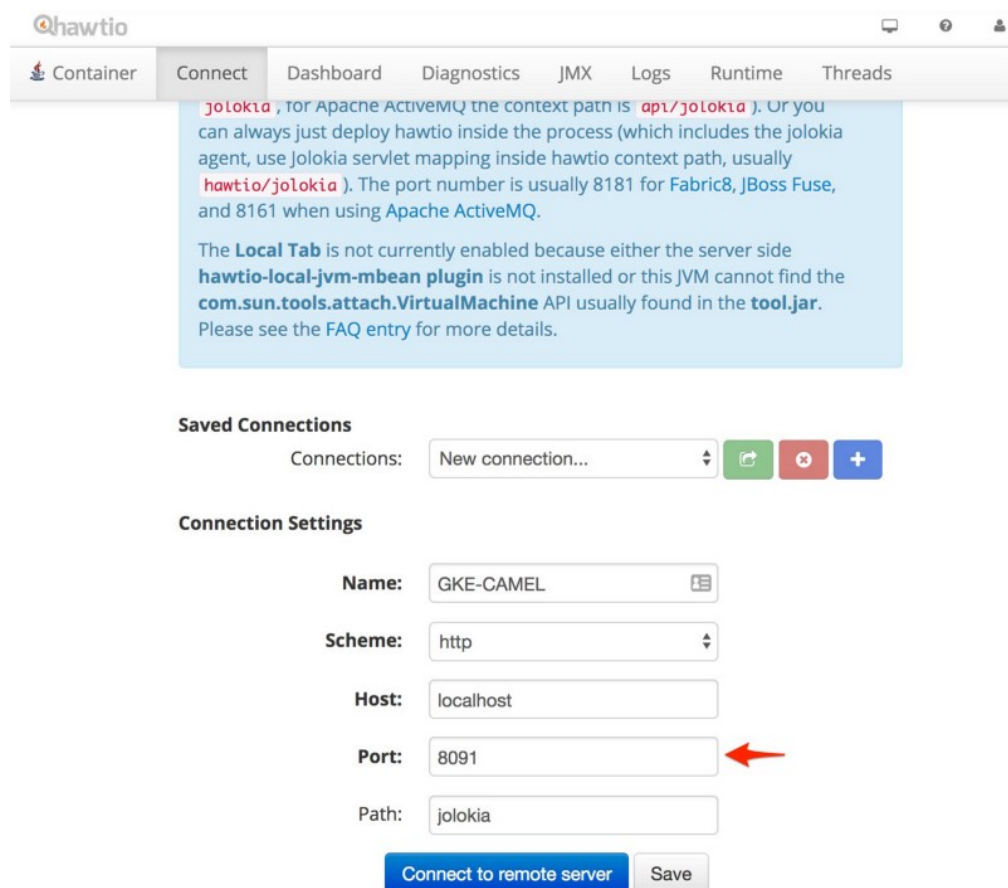 hawtio
Container Connect Dashboard Diagnostics JMX Logs Runtime Threads
jolokia , for Apache ActiveMQ the context path is api/jolokia ). Or you
can always just deploy hawtio inside the process (which includes the jolokia
agent, use Jolokia servlet mapping inside hawtio context path, usually
hawtio/jolokia ). The port number is usually 8181 for Fabric8, JBoss Fuse,
and 8161 when using Apache ActiveMQ.
The Local Tab is not currently enabled because either the server side
hawtio-local-jvm-mbean plugin is not installed or this JVM cannot find the
com.sun.tools.attach.VirtualMachine API usually found in the tool.jar.
Please see the FAQ entry for more details.
Saved Connections
Connections: New connection...
Connection Settings
Name: GKE-CAMEL
Scheme: http
Host: localhost
Port: 8091
Path: jolokia
Connect to remote server Save